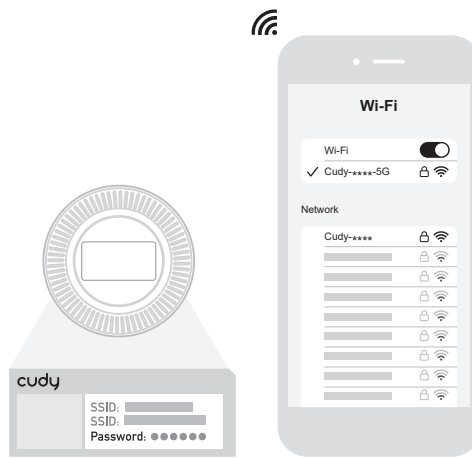 cudy
SSID:
SSID:
Password: ●●●●●●
Wi-Fi
Wi-Fi
Cudy-****-5G
Network
Cudy-****